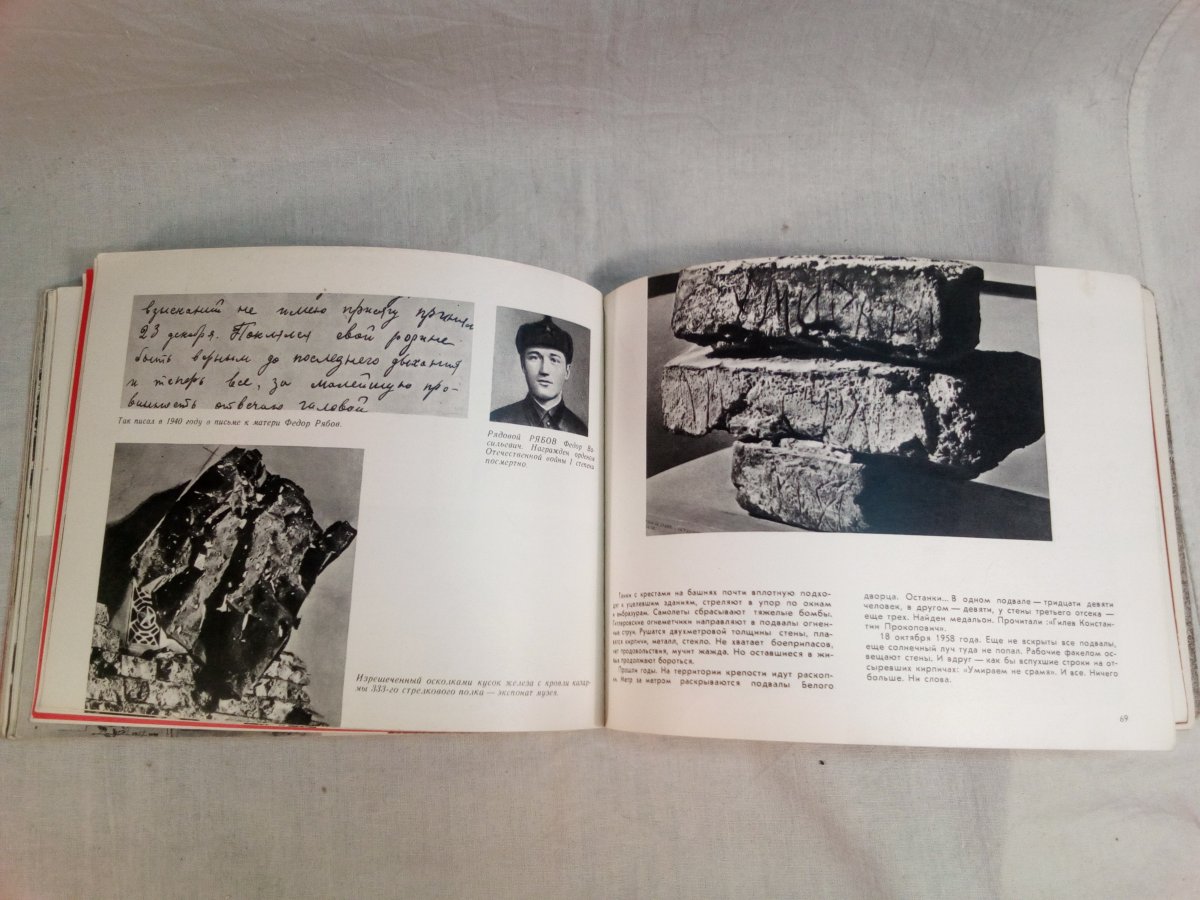 взысканий не имею присягу принял
23 декабря. Поклялся свой родине
быть верным до последнего дыхания
и теперь все, за малейшую про-
винность отвечаю галовой
Так писал в 1940 году в письме к матери Федор Рябов.
Рядовой РЯБОВ Федор Ва-
сильевич. Награжден орденом
Отечественной войны I степени
посмертно.
Изрешеченный осколками кусок железа с кровли казар-
мы 333-го стрелкового полка — экспонат музея.
УМИРАЕМ
Танки с крестами на башнях почти вплотную подхо-
дят к уцелевшим зданиям, стреляют в упор по окнам
и амбразурам. Самолеты сбрасывают тяжелые бомбы.
Гитлеровские огнеметчики направляют в подвалы огнен-
ные струи. Рушатся двухметровой толщины стены, пла-
вятся кирпичи, металл, стекло. Не хватает боеприпасов,
нет продовольствия, мучит жажда. Но оставшиеся в жи-
вых продолжают бороться.
Прошли годы. На территории крепости идут раскоп-
ки. Метр за метром раскрываются подвалы Белого
дворца. Останки... В одном подвале — тридцати девяти
человек, в другом — девяти, у стены третьего отсека —
еще трех. Найден медальон. Прочитали: «Гилев Констан-
тин Прокопович».
18 октября 1958 года. Еще не вскрыты все подвалы,
еще солнечный луч туда не попал. Рабочие факелом ос-
вещают стены. И вдруг — как бы вспухшие строки на от-
сыревших кирпичах: «Умираем не срамя». И все. Ничего
больше. Ни слова.
69